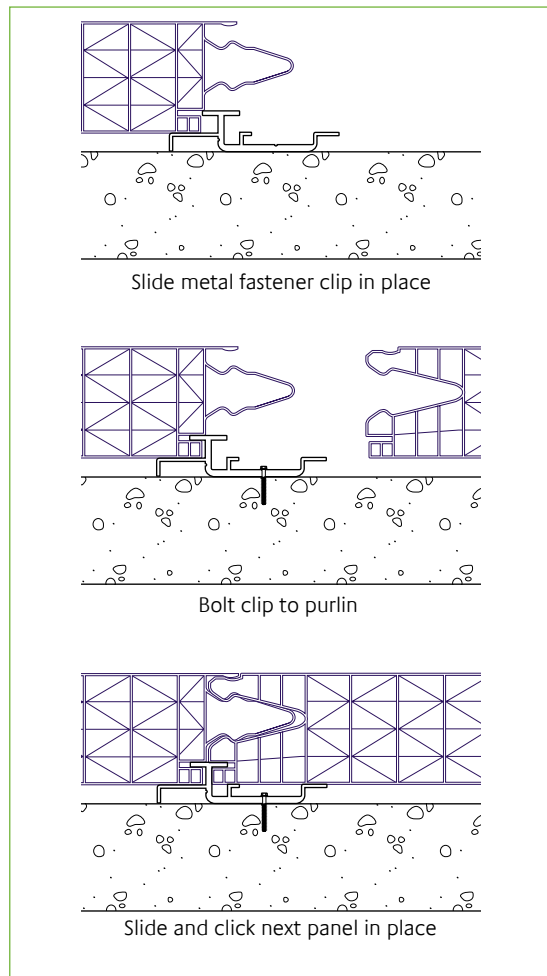 Slide metal fastener clip in place
Bolt clip to purlin
Slide and click next panel in place